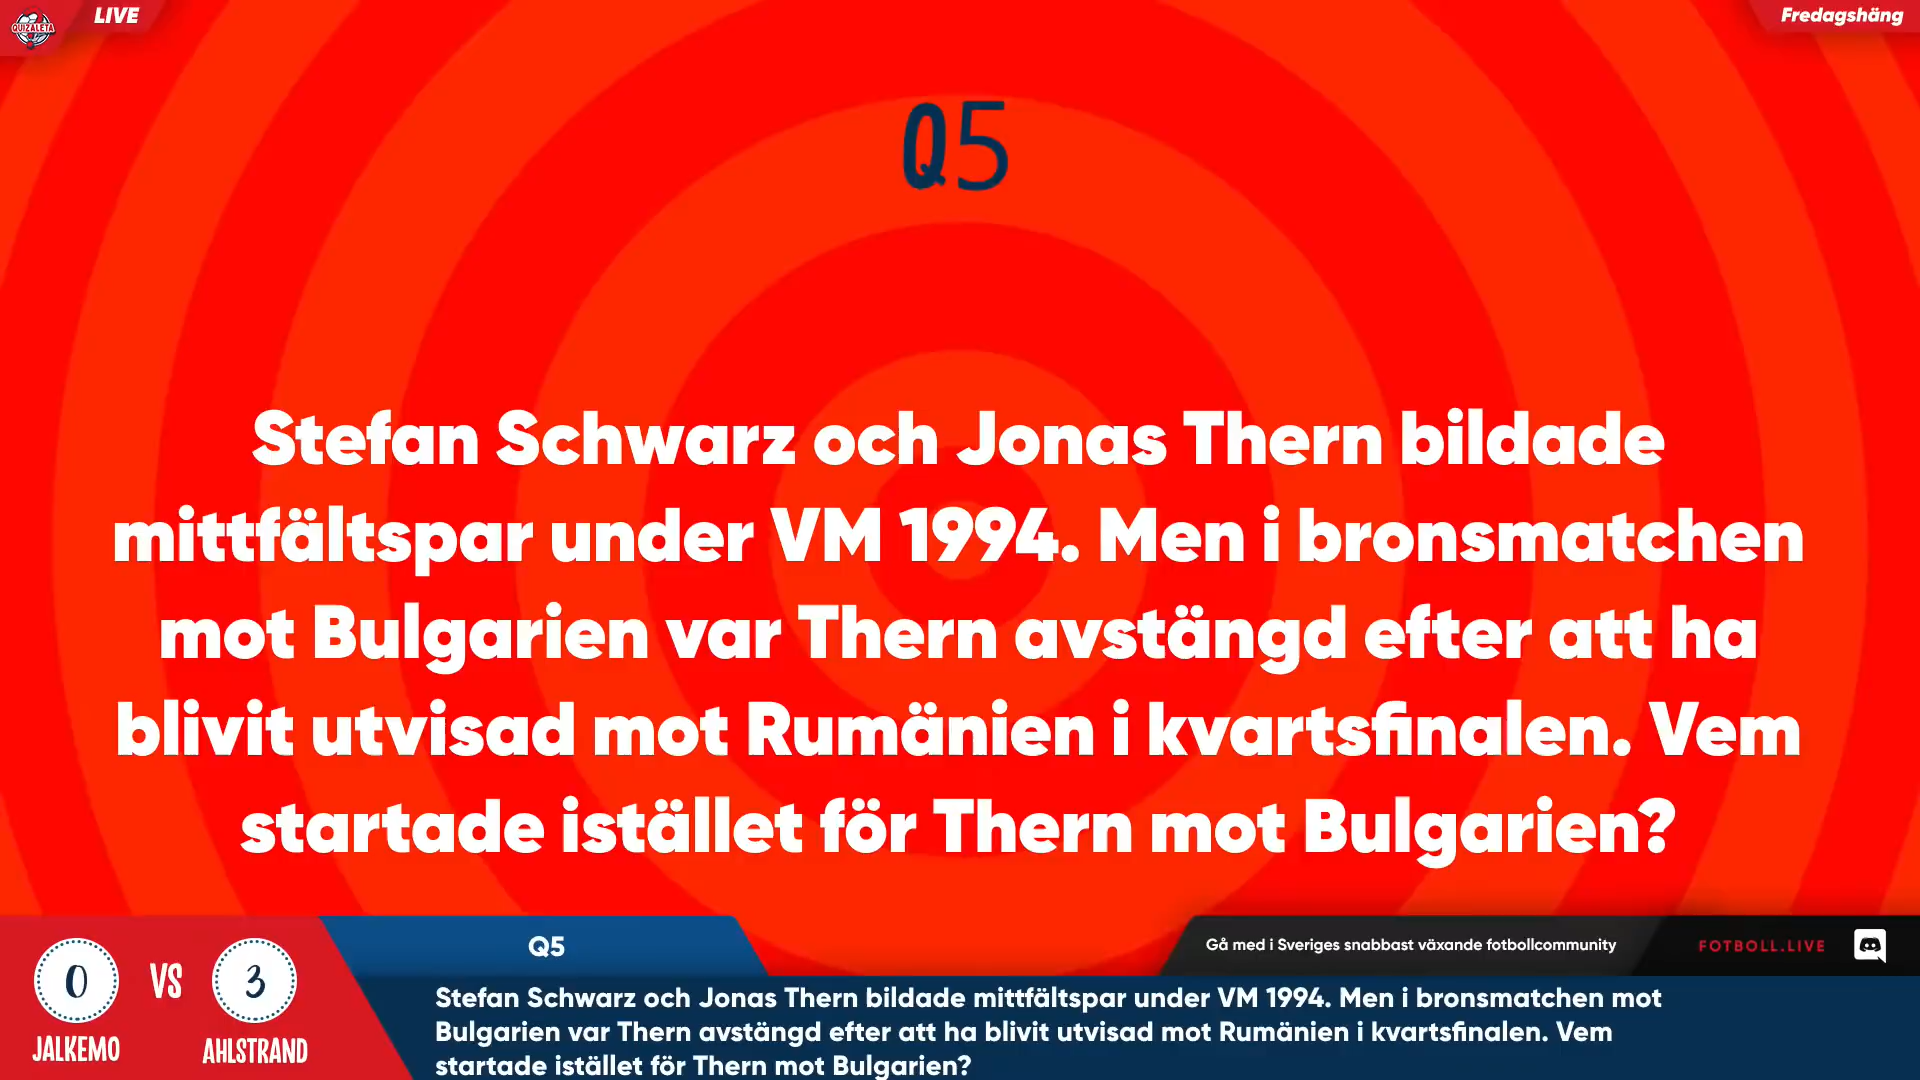 QUIZALETA
LIVE
Fredagshäng
Q5
Stefan Schwarz och Jonas Thern bildade
mittfältspar under VM 1994. Men i bronsmatchen
mot Bulgarien var Thern avstängd efter att ha
blivit utvisad mot Rumänien i kvartsfinalen. Vem
startade istället för Thern mot Bulgarien?
Q5
Gå med i Sveriges snabbast växande fotbollcommunity
FOTBOLL.LIVE
0 VS 3
JALKEMO AHLSTRAND
Stefan Schwarz och Jonas Thern bildade mittfältspar under VM 1994. Men i bronsmatchen mot
Bulgarien var Thern avstängd efter att ha blivit utvisad mot Rumänien i kvartsfinalen. Vem
startade istället för Thern mot Bulgarien?